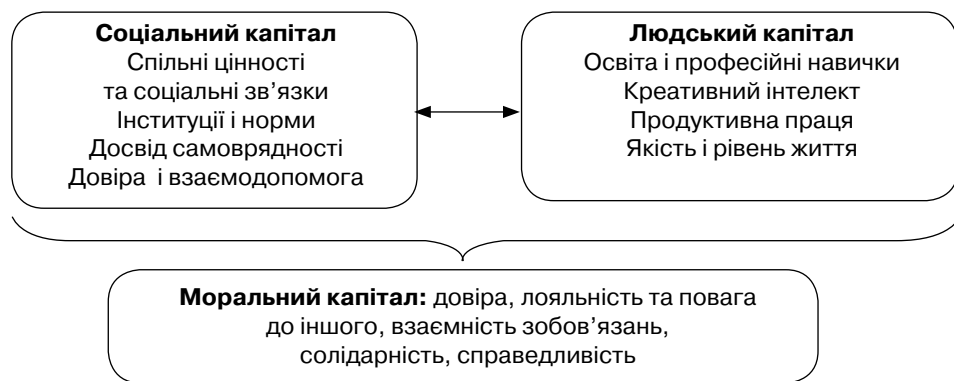 Соціальний капітал
Спільні цінності
та соціальні зв’язки
Інституції і норми
Досвід самоврядності
Довіра і взаємодопомога
Людський капітал
Освіта і професійні навички
Креативний інтелект
Продуктивна праця
Якість і рівень життя
Моральний капітал: довіра, лояльність та повага
до іншого, взаємність зобов’язань,
солідарність, справедливість